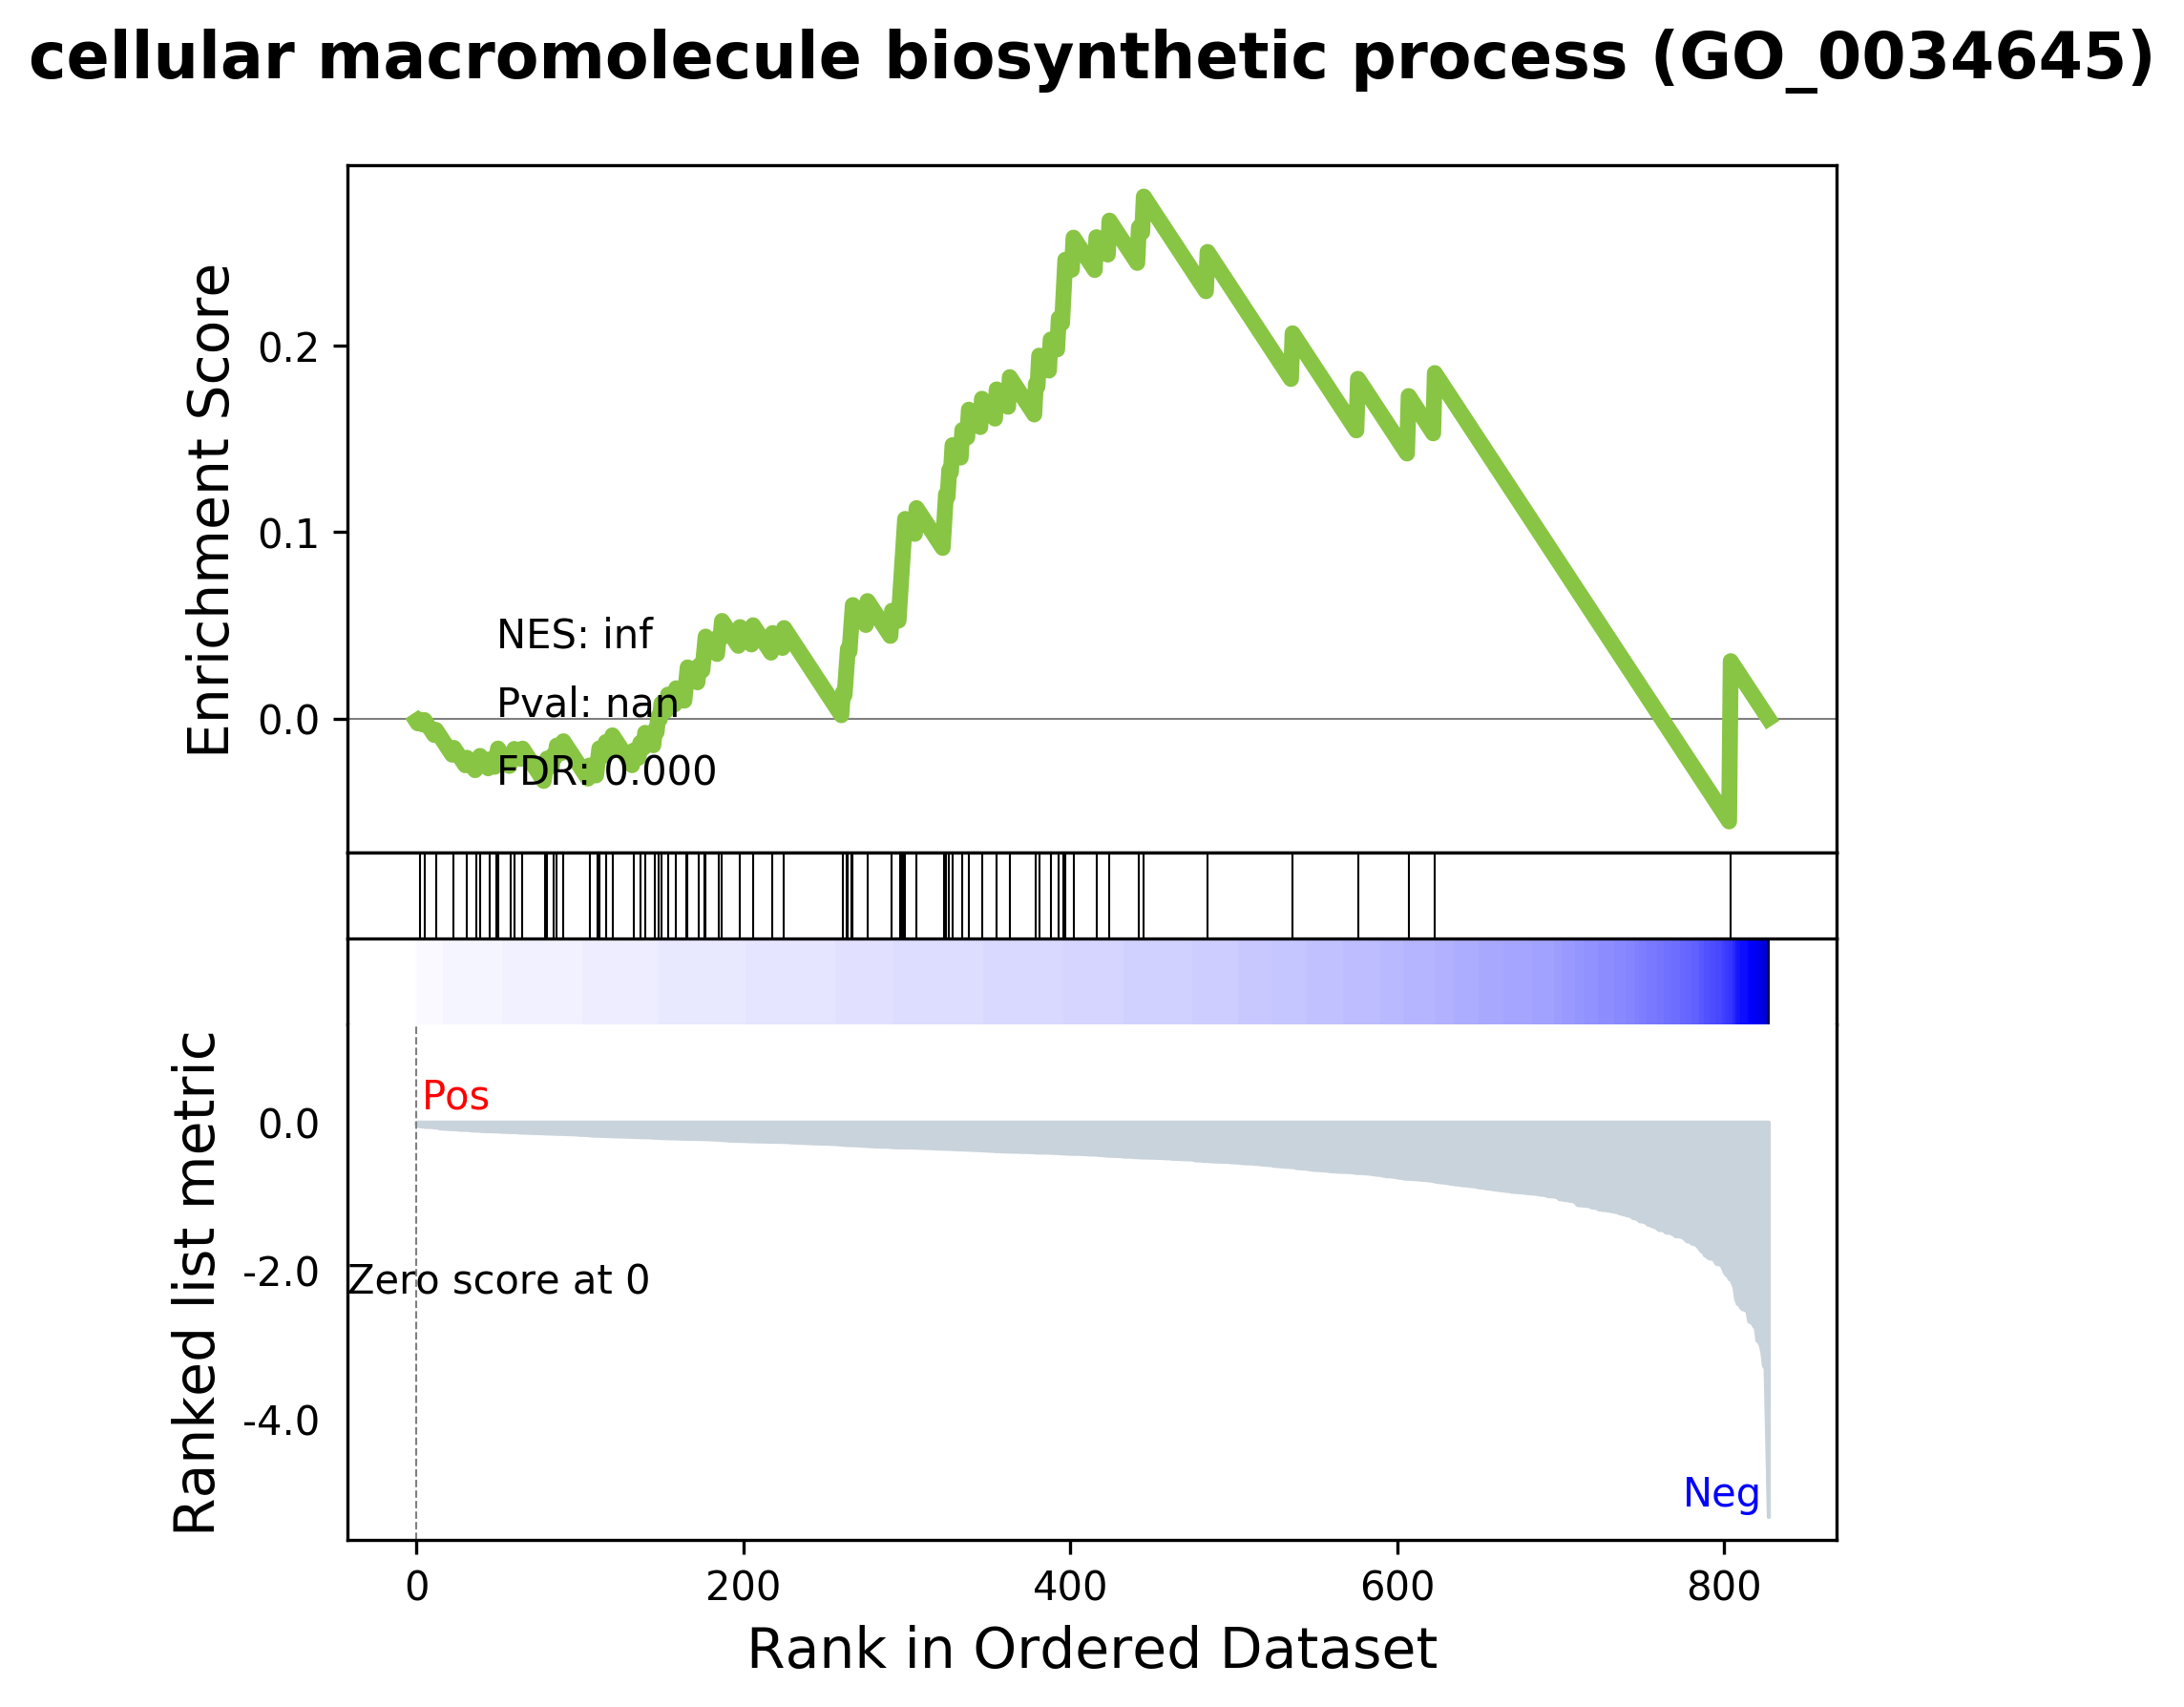 cellular macromolecule biosynthetic process (GO_0034645)
Enrichment Score
0.2
0.1
0.0
NES: inf
Pval: nan
FDR: 0.000
Ranked list metric
0.0
-2.0
-4.0
Pos
Zero score at 0
Neg
0
200
400
600
800
Rank in Ordered Dataset